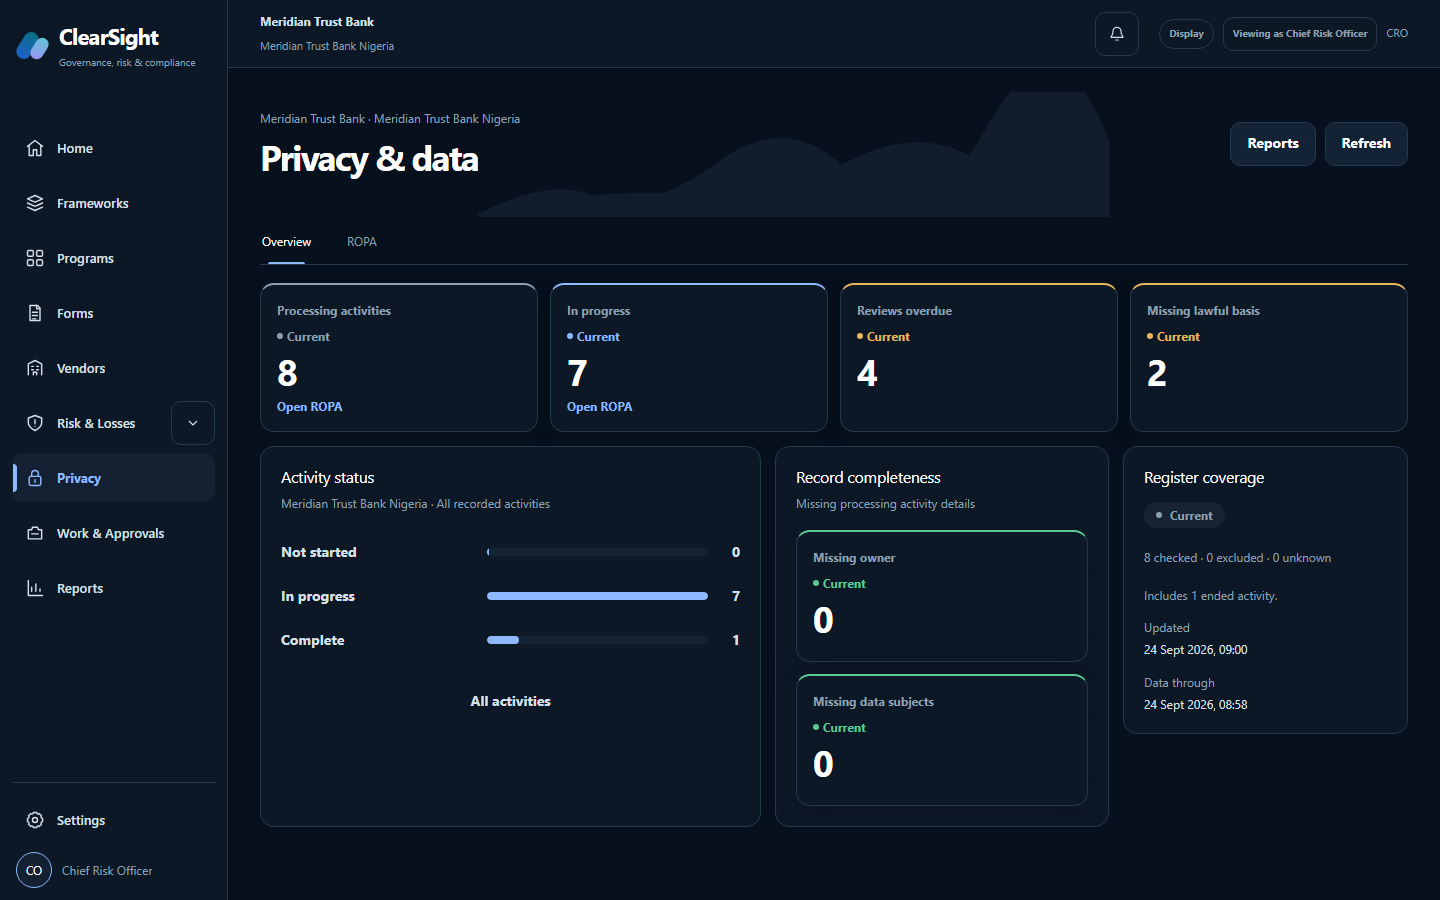 ClearSight
Governance, risk & compliance
Home
Frameworks
Programs
Forms
Vendors
Risk & Losses
Privacy
Work & Approvals
Reports
Settings
CO
Chief Risk Officer
Meridian Trust Bank
Meridian Trust Bank Nigeria
Display
Viewing as Chief Risk Officer
CRO
Meridian Trust Bank · Meridian Trust Bank Nigeria
Privacy & data
Reports
Refresh
Overview
ROPA
Processing activities
Current
8
Open ROPA
In progress
Current
7
Open ROPA
Reviews overdue
Current
4
Missing lawful basis
Current
2
Activity status
Meridian Trust Bank Nigeria · All recorded activities
Not started 0
In progress 7
Complete 1
All activities
Record completeness
Missing processing activity details
Missing owner
Current
0
Missing data subjects
Current
0
Register coverage
Current
8 checked · 0 excluded · 0 unknown
Includes 1 ended activity.
Updated
24 Sept 2026, 09:00
Data through
24 Sept 2026, 08:58